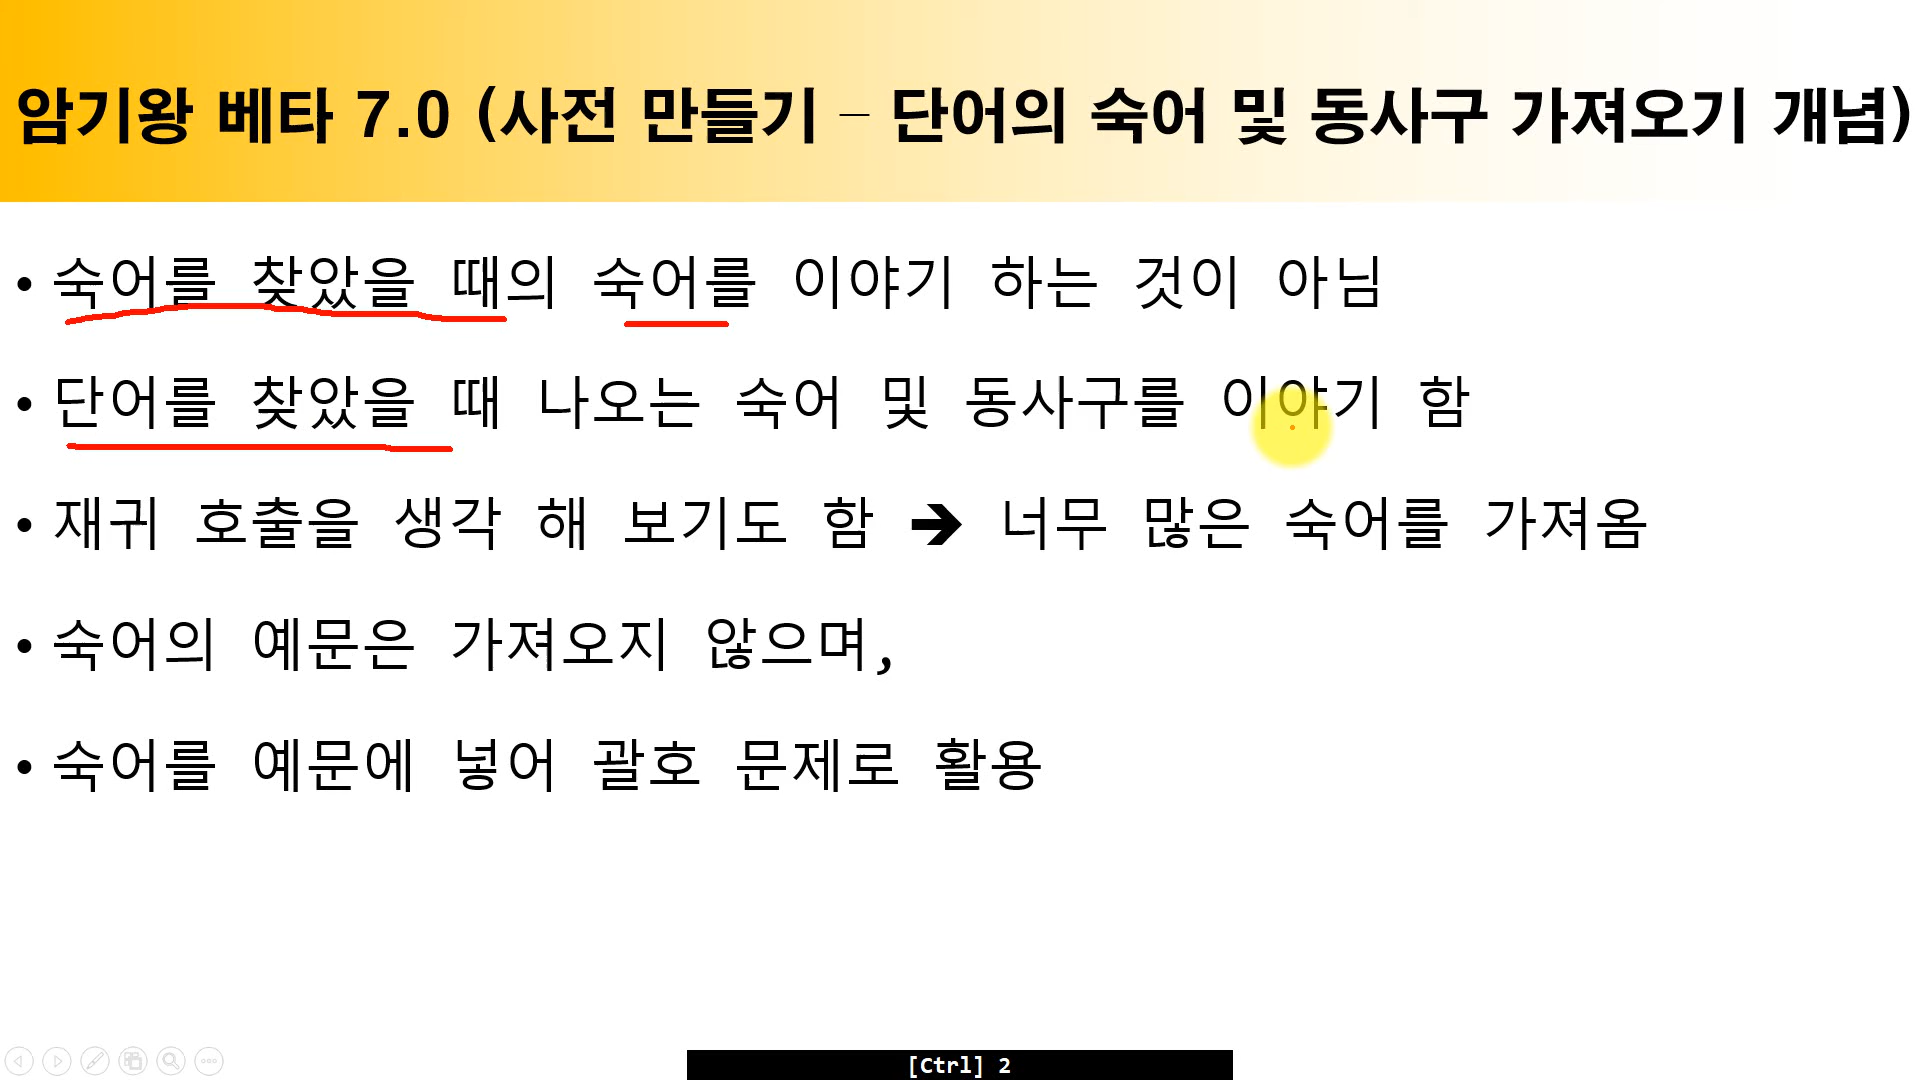 암기왕 베타 7.0 (사전 만들기 – 단어의 숙어 및 동사구 가져오기 개념)
• 숙어를 찾았을 때의 숙어를 이야기 하는 것이 아님
• 단어를 찾았을 때 나오는 숙어 및 동사구를 이야기 함
• 재귀 호출을 생각 해 보기도 함 ➔ 너무 많은 숙어를 가져옴
• 숙어의 예문은 가져오지 않으며,
• 숙어를 예문에 넣어 괄호 문제로 활용
[Ctrl] 2